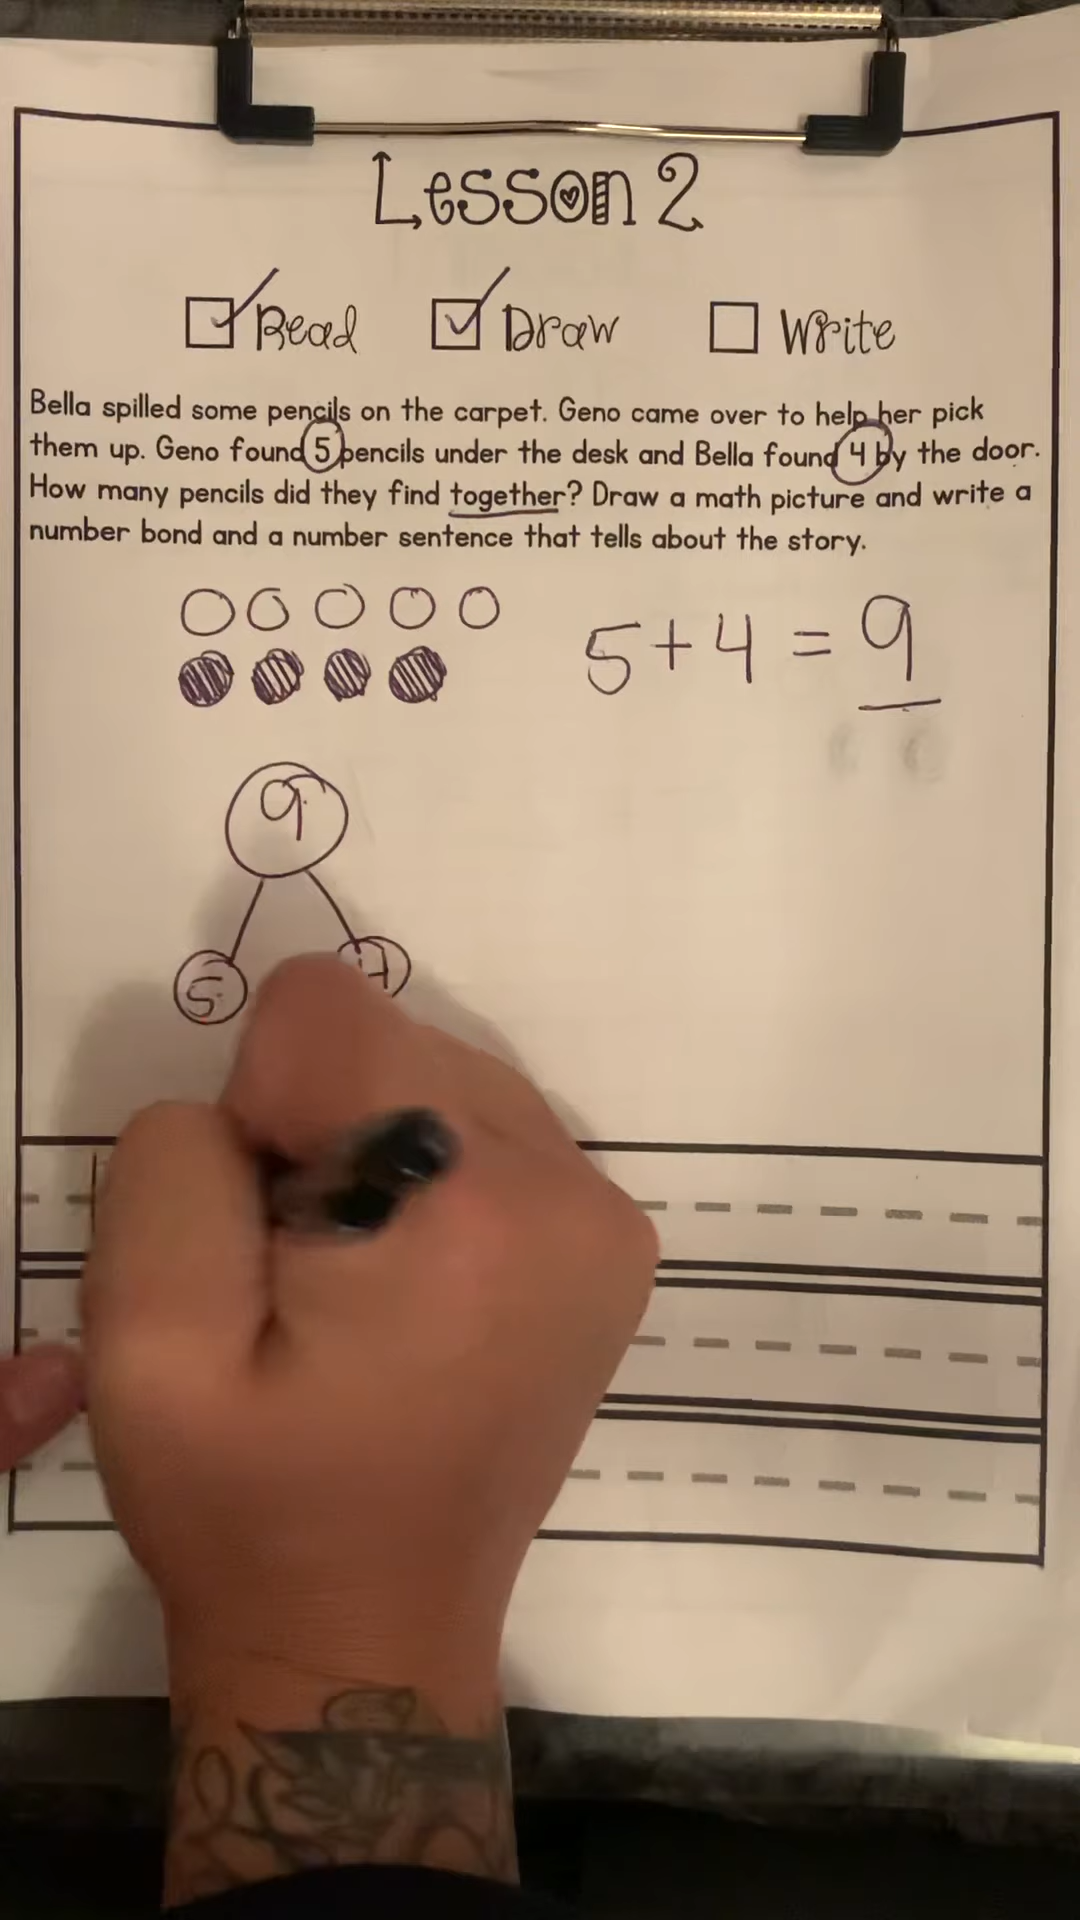 Lesson 2
Read Draw Write
Bella spilled some pencils on the carpet. Geno came over to help her pick
them up. Geno found 5 pencils under the desk and Bella found 4 by the door.
How many pencils did they find together? Draw a math picture and write a
number bond and a number sentence that tells about the story.
5+4 = 9
9
5 4